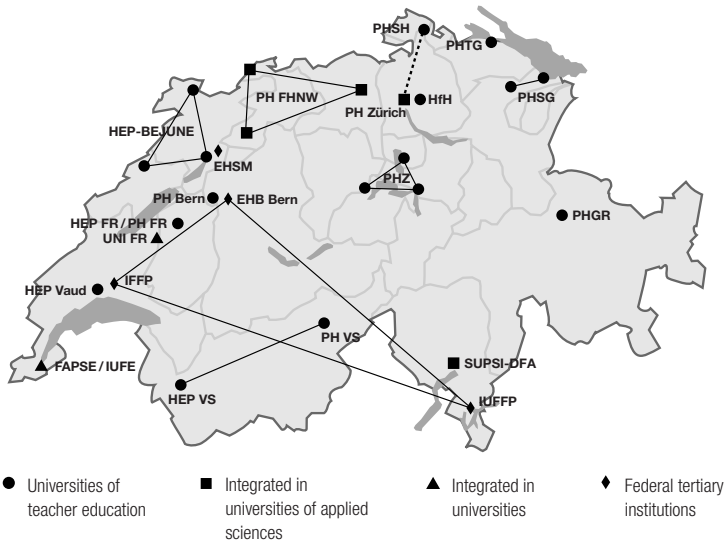 PHSH
PHTG
PH FHNW
PHSG
PH Zürich
HfH
HEP-BEJUNE
EHSM
PHZ
PH Bern
EHB Bern
PHGR
HEP FR / PH FR
UNI FR
IFFP
HEP Vaud
PH VS
FAPSE / IUFE
SUPSI-DFA
HEP VS
IUFFP
Universities of
teacher education
Integrated in
universities of applied
sciences
Integrated in
universities
Federal tertiary
institutions